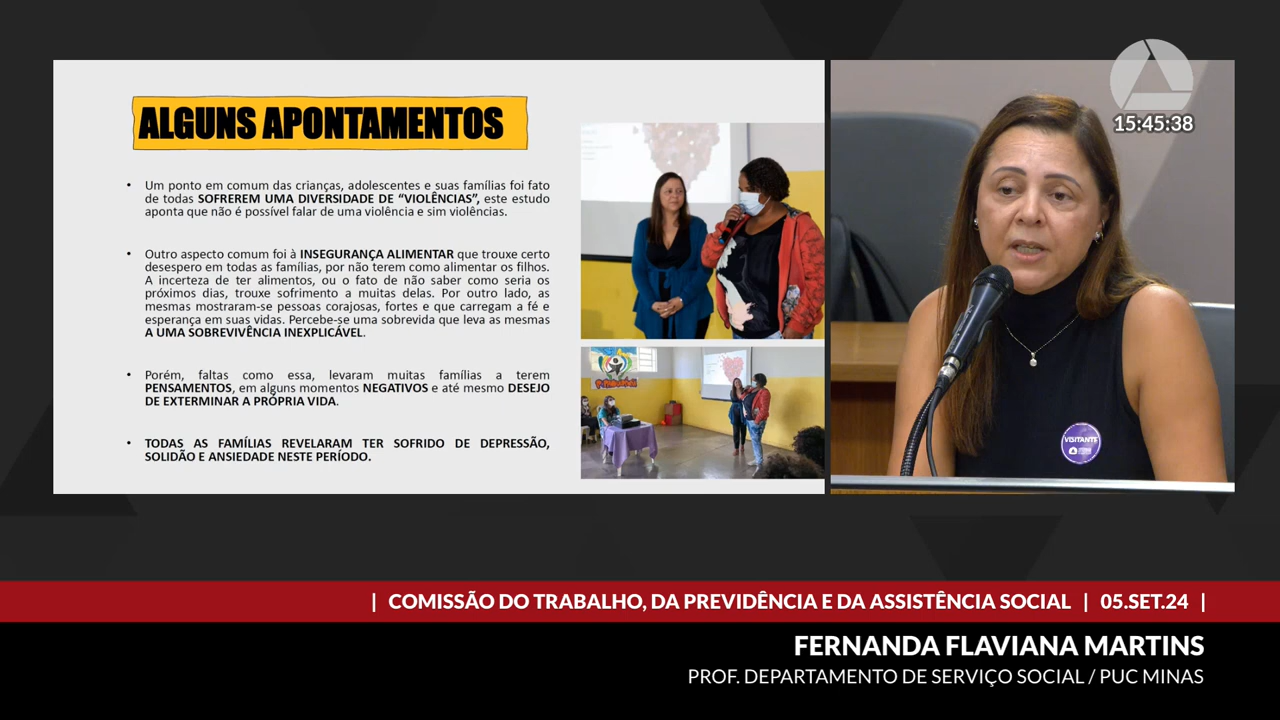 15:45:38
ALGUNS APONTAMENTOS
• Um ponto em comum das crianças, adolescentes e suas famílias foi fato
de todas SOFREREM UMA DIVERSIDADE DE “VIOLÊNCIAS”, este estudo
aponta que não é possível falar de uma violência e sim violências.
• Outro aspecto comum foi à INSEGURANÇA ALIMENTAR que trouxe certo
desespero em todas as famílias, por não terem como alimentar os filhos.
A incerteza de ter alimentos, ou o fato de não saber como seria os
próximos dias, trouxe sofrimento a muitas delas. Por outro lado, as
mesmas mostraram-se pessoas corajosas, fortes e que carregam a fé e
esperança em suas vidas. Percebe-se uma sobrevida que leva as mesmas
A UMA SOBREVIVÊNCIA INEXPLICÁVEL.
• Porém, faltas como essa, levaram muitas famílias a terem
PENSAMENTOS, em alguns momentos NEGATIVOS e até mesmo DESEJO
DE EXTERMINAR A PRÓPRIA VIDA.
• TODAS AS FAMÍLIAS REVELARAM TER SOFRIDO DE DEPRESSÃO,
SOLIDÃO E ANSIEDADE NESTE PERÍODO.
VISITANTE
| COMISSÃO DO TRABALHO, DA PREVIDÊNCIA E DA ASSISTÊNCIA SOCIAL | 05.SET.24 |
FERNANDA FLAVIANA MARTINS
PROF. DEPARTAMENTO DE SERVIÇO SOCIAL / PUC MINAS